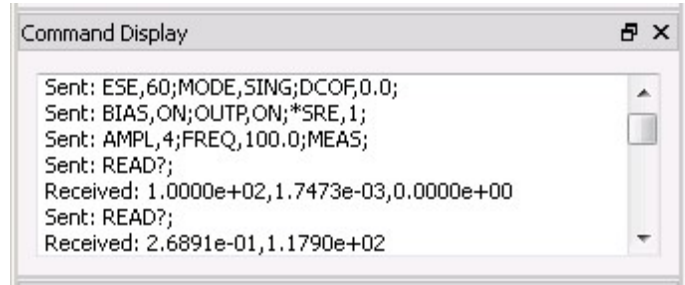 Command Display
Sent: ESE,60;MODE,SING;DCOF,0.0;
Sent: BIAS,ON;OUTP,ON;*SRE,1;
Sent: AMPL,4;FREQ,100.0;MEAS;
Sent: READ?;
Received: 1.0000e+02,1.7473e-03,0.0000e+00
Sent: READ?;
Received: 2.6891e-01,1.1790e+02